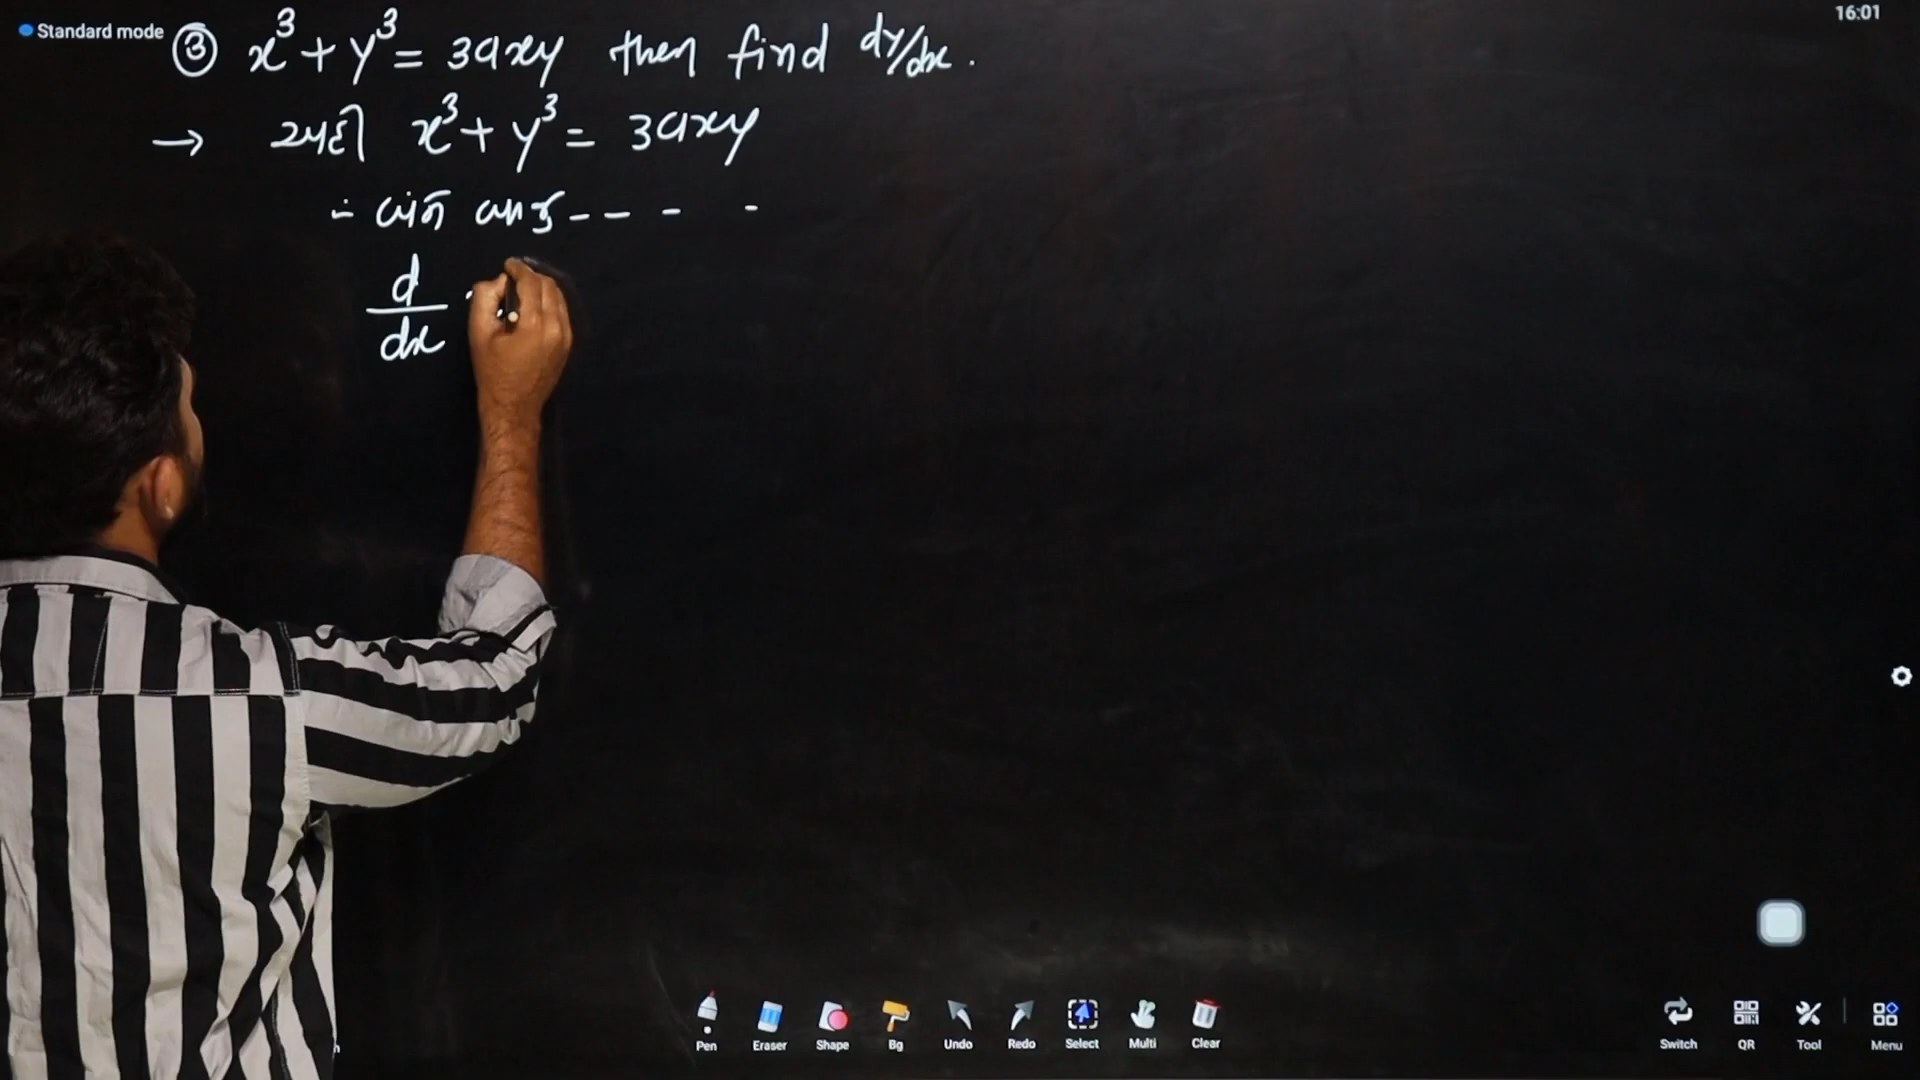 Standard mode
16:01
③ x³ + y³ = 3axy then find dy/dx.
→ અહીં x³ + y³ = 3axy
d
dx
Pen Eraser Shape Bg Undo Redo Select Multi Clear
Switch QR Tool Menu